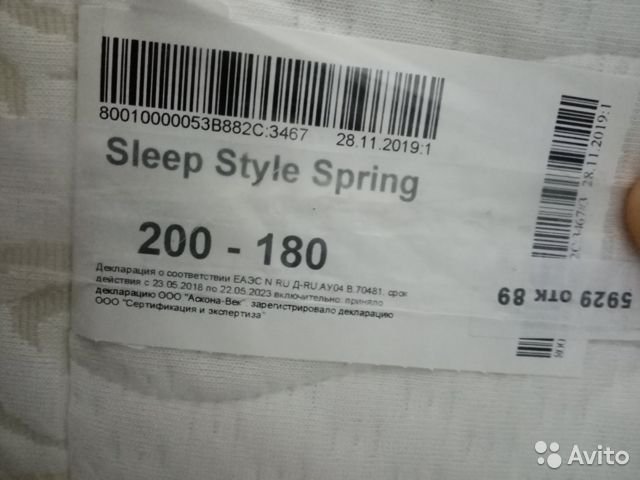 80010000053B882C:3467 28.11.2019:1
Sleep Style Spring
200 - 180
Декларация о соответствии ЕАЭС N RU Д-RU.АУ04.В.70481, срок
действия с 23.05.2018 по 22.05.2023 включительно. приняло
декларацию ООО "Аскона-Век" зарегистрировало декларацию
ООО "Сертификация и экспертиза"
28.11.2019:1
5929 отк 89
Avito